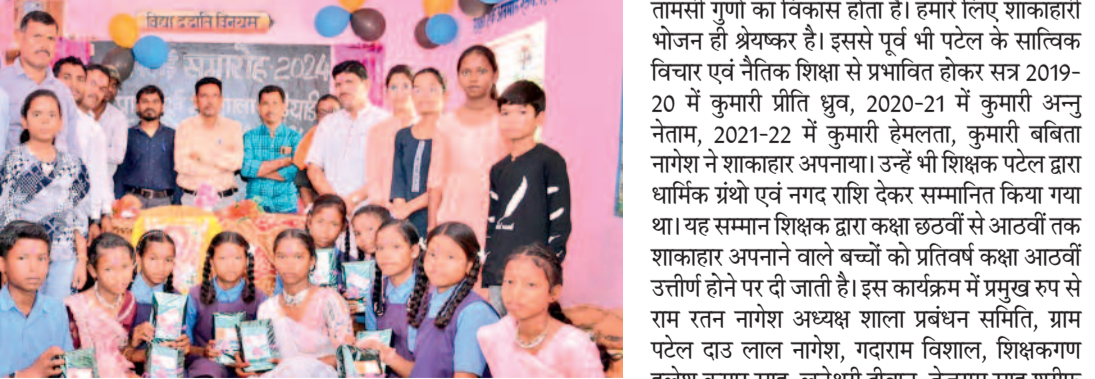 विद्या ददाति विनयम
समारोह 2024
तामसी गुणों का विकास होता है। हमारे लिए शाकाहारी
भोजन ही श्रेयष्कर है। इससे पूर्व भी पटेल के सात्विक
विचार एवं नैतिक शिक्षा से प्रभावित होकर सत्र 2019-
20 में कुमारी प्रीति ध्रुव, 2020-21 में कुमारी अन्नु
नेताम, 2021-22 में कुमारी हेमलता, कुमारी बबिता
नागेश ने शाकाहार अपनाया। उन्हें भी शिक्षक पटेल द्वारा
धार्मिक ग्रंथो एवं नगद राशि देकर सम्मानित किया गया
था। यह सम्मान शिक्षक द्वारा कक्षा छठवीं से आठवीं तक
शाकाहार अपनाने वाले बच्चों को प्रतिवर्ष कक्षा आठवीं
उत्तीर्ण होने पर दी जाती है। इस कार्यक्रम में प्रमुख रुप से
राम रतन नागेश अध्यक्ष शाला प्रबंधन समिति, ग्राम
पटेल दाउ लाल नागेश, गदाराम विशाल, शिक्षकगण